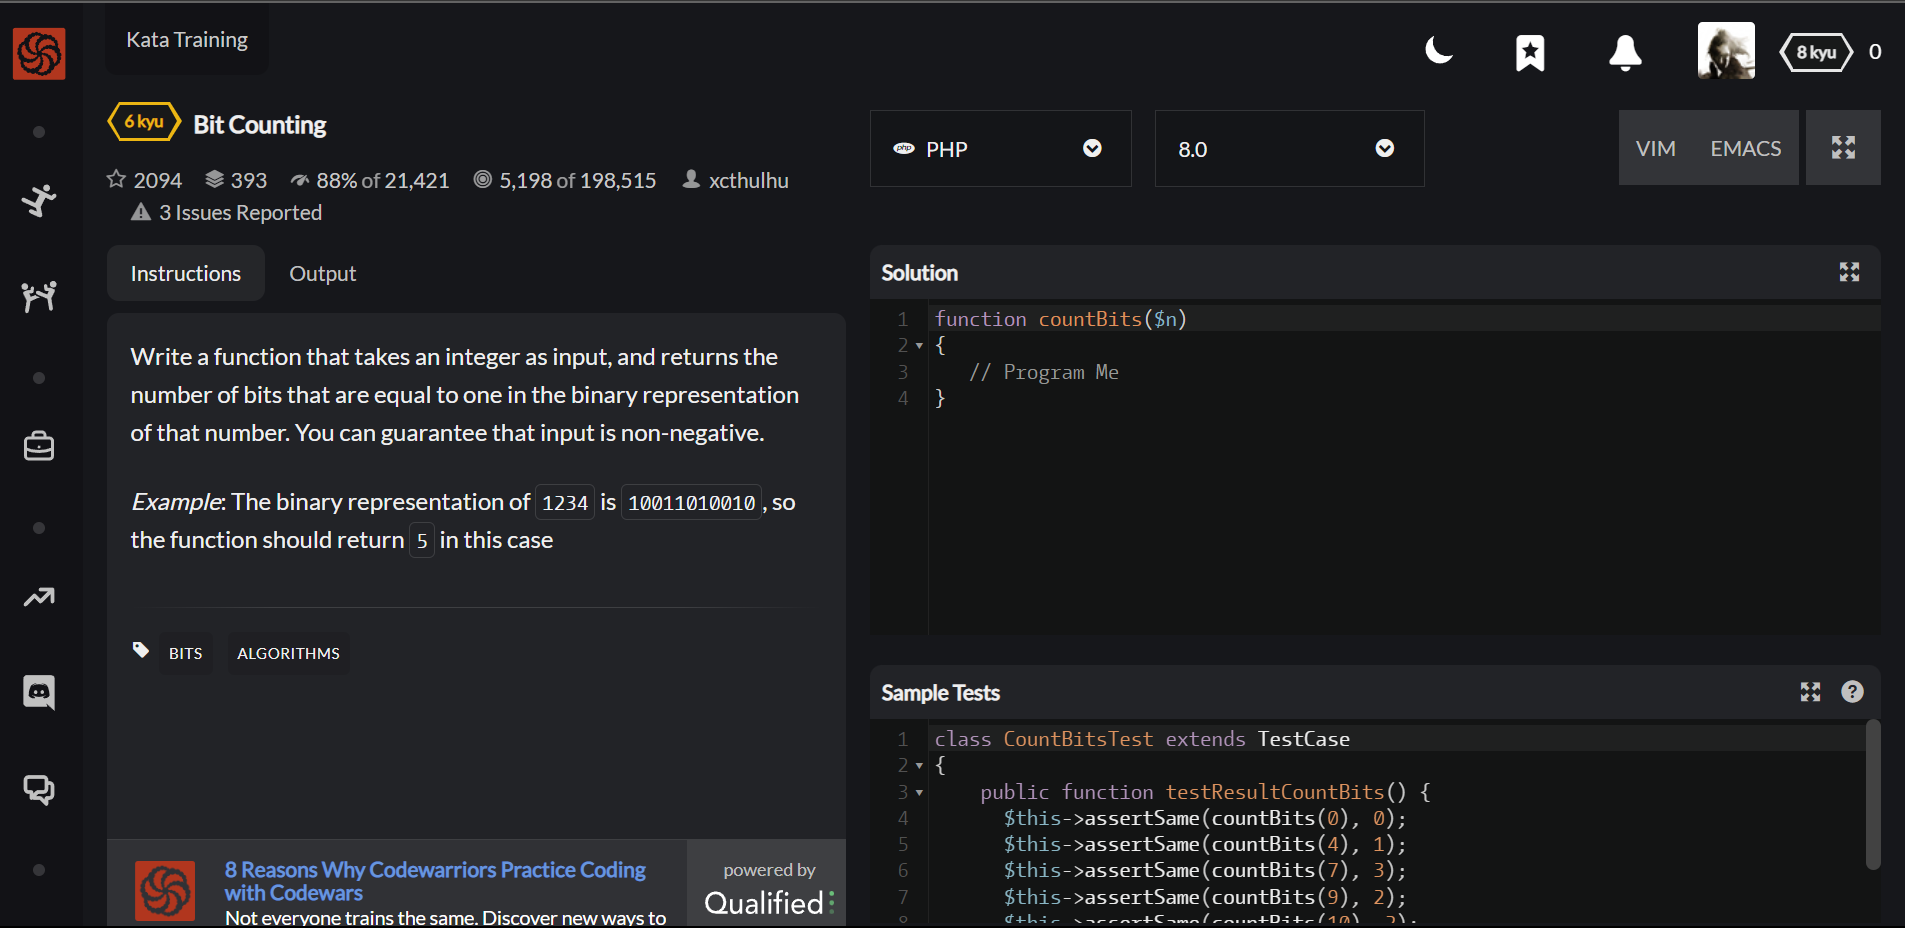 Kata Training
8 kyu 0
6 kyu Bit Counting
2094 393 88% of 21,421 5,198 of 198,515 xcthulhu
3 Issues Reported
php PHP
8.0
VIM EMACS
Instructions Output
Write a function that takes an integer as input, and returns the
number of bits that are equal to one in the binary representation
of that number. You can guarantee that input is non-negative.
Example: The binary representation of 1234 is 10011010010, so
the function should return 5 in this case
BITS ALGORITHMS
8 Reasons Why Codewarriors Practice Coding
with Codewars
Not everyone trains the same. Discover new ways to
powered by
Qualified
Solution
1 function countBits($n)
2 {
3 // Program Me
4 }
Sample Tests
1 class CountBitsTest extends TestCase
2 {
3 public function testResultCountBits() {
4 $this->assertSame(countBits(0), 0);
5 $this->assertSame(countBits(4), 1);
6 $this->assertSame(countBits(7), 3);
7 $this->assertSame(countBits(9), 2);
8 $this->assertSame(countBits(10), 2);